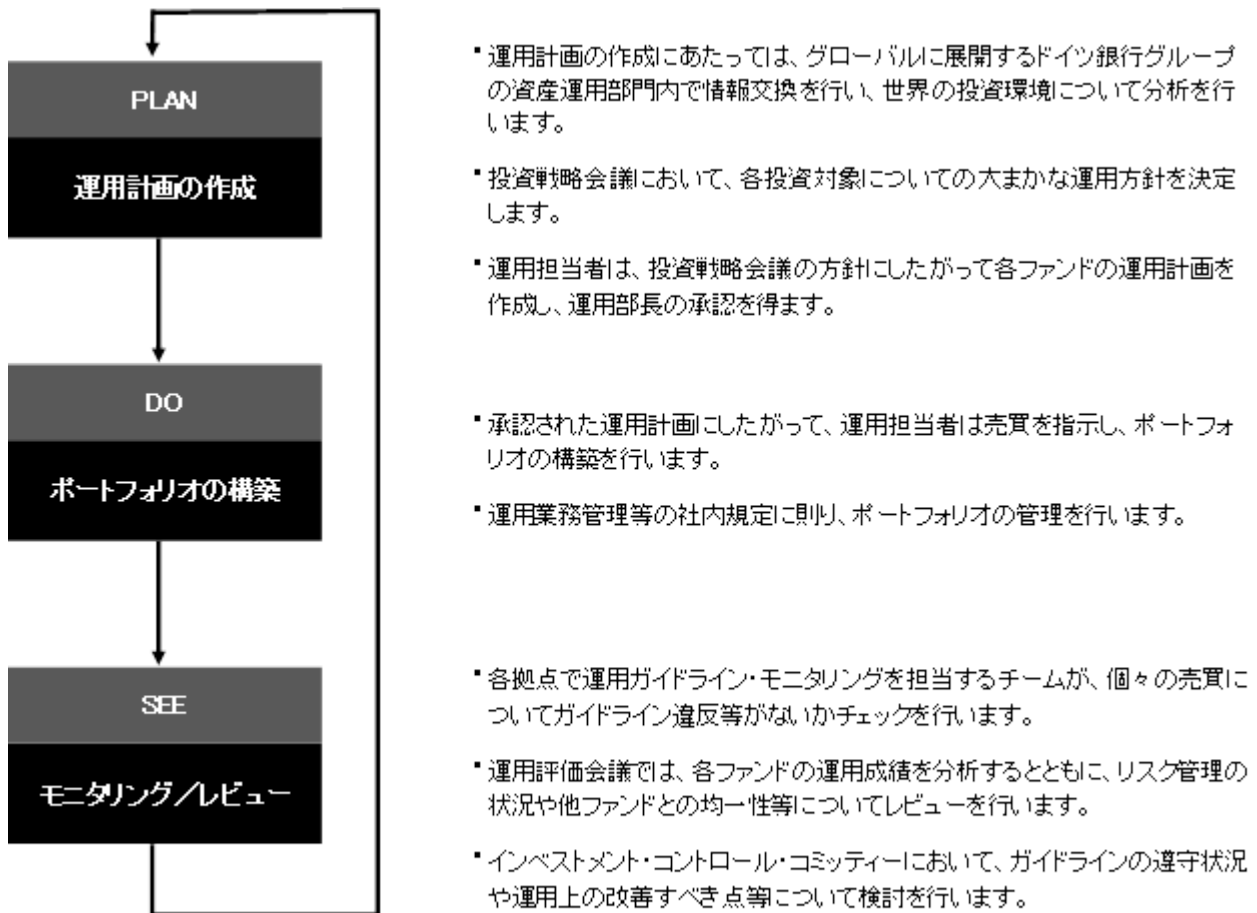 PLAN
運用計画の作成
▪運用計画の作成にあたっては、グローバルに展開するドイツ銀行グループ
の資産運用部門内で情報交換を行い、世界の投資環境について分析を行
います。
▪投資戦略会議において、各投資対象についての大まかな運用方針を決定
します。
▪運用担当者は、投資戦略会議の方針にしたがって各ファンドの運用計画を
作成し、運用部長の承認を得ます。
DO
ポートフォリオの構築
▪承認された運用計画にしたがって、運用担当者は売買を指示し、ポートフォ
リオの構築を行います。
▪運用業務管理等の社内規定に則り、ポートフォリオの管理を行います。
SEE
モニタリング／レビュー
▪各拠点で運用ガイドライン・モニタリングを担当するチームが、個々の売買に
ついてガイドライン違反等がないかチェックを行います。
▪運用評価会議では、各ファンドの運用成績を分析するとともに、リスク管理の
状況や他ファンドとの均一性等についてレビューを行います。
▪インベストメント・コントロール・コミッティーにおいて、ガイドラインの遵守状況
や運用上の改善すべき点等について検討を行います。